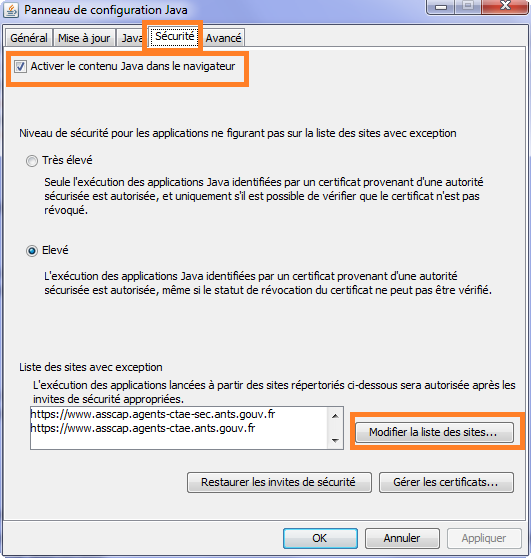 Panneau de configuration Java
Général Mise à jour Java Sécurité Avancé
Activer le contenu Java dans le navigateur
Niveau de sécurité pour les applications ne figurant pas sur la liste des sites avec exception
Très élevé
Seule l'exécution des applications Java identifiées par un certificat provenant d'une autorité
sécurisée est autorisée, et uniquement s'il est possible de vérifier que le certificat n'est pas
révoqué.
Elevé
L'exécution des applications Java identifiées par un certificat provenant d'une autorité
sécurisée est autorisée, même si le statut de révocation du certificat ne peut pas être vérifié.
Liste des sites avec exception
L'exécution des applications lancées à partir des sites répertoriés ci-dessous sera autorisée après les
invites de sécurité appropriées.
https://www.asscap.agents-ctae-sec.ants.gouv.fr
https://www.asscap.agents-ctae.ants.gouv.fr
Modifier la liste des sites...
Restaurer les invites de sécurité Gérer les certificats...
OK Annuler Appliquer